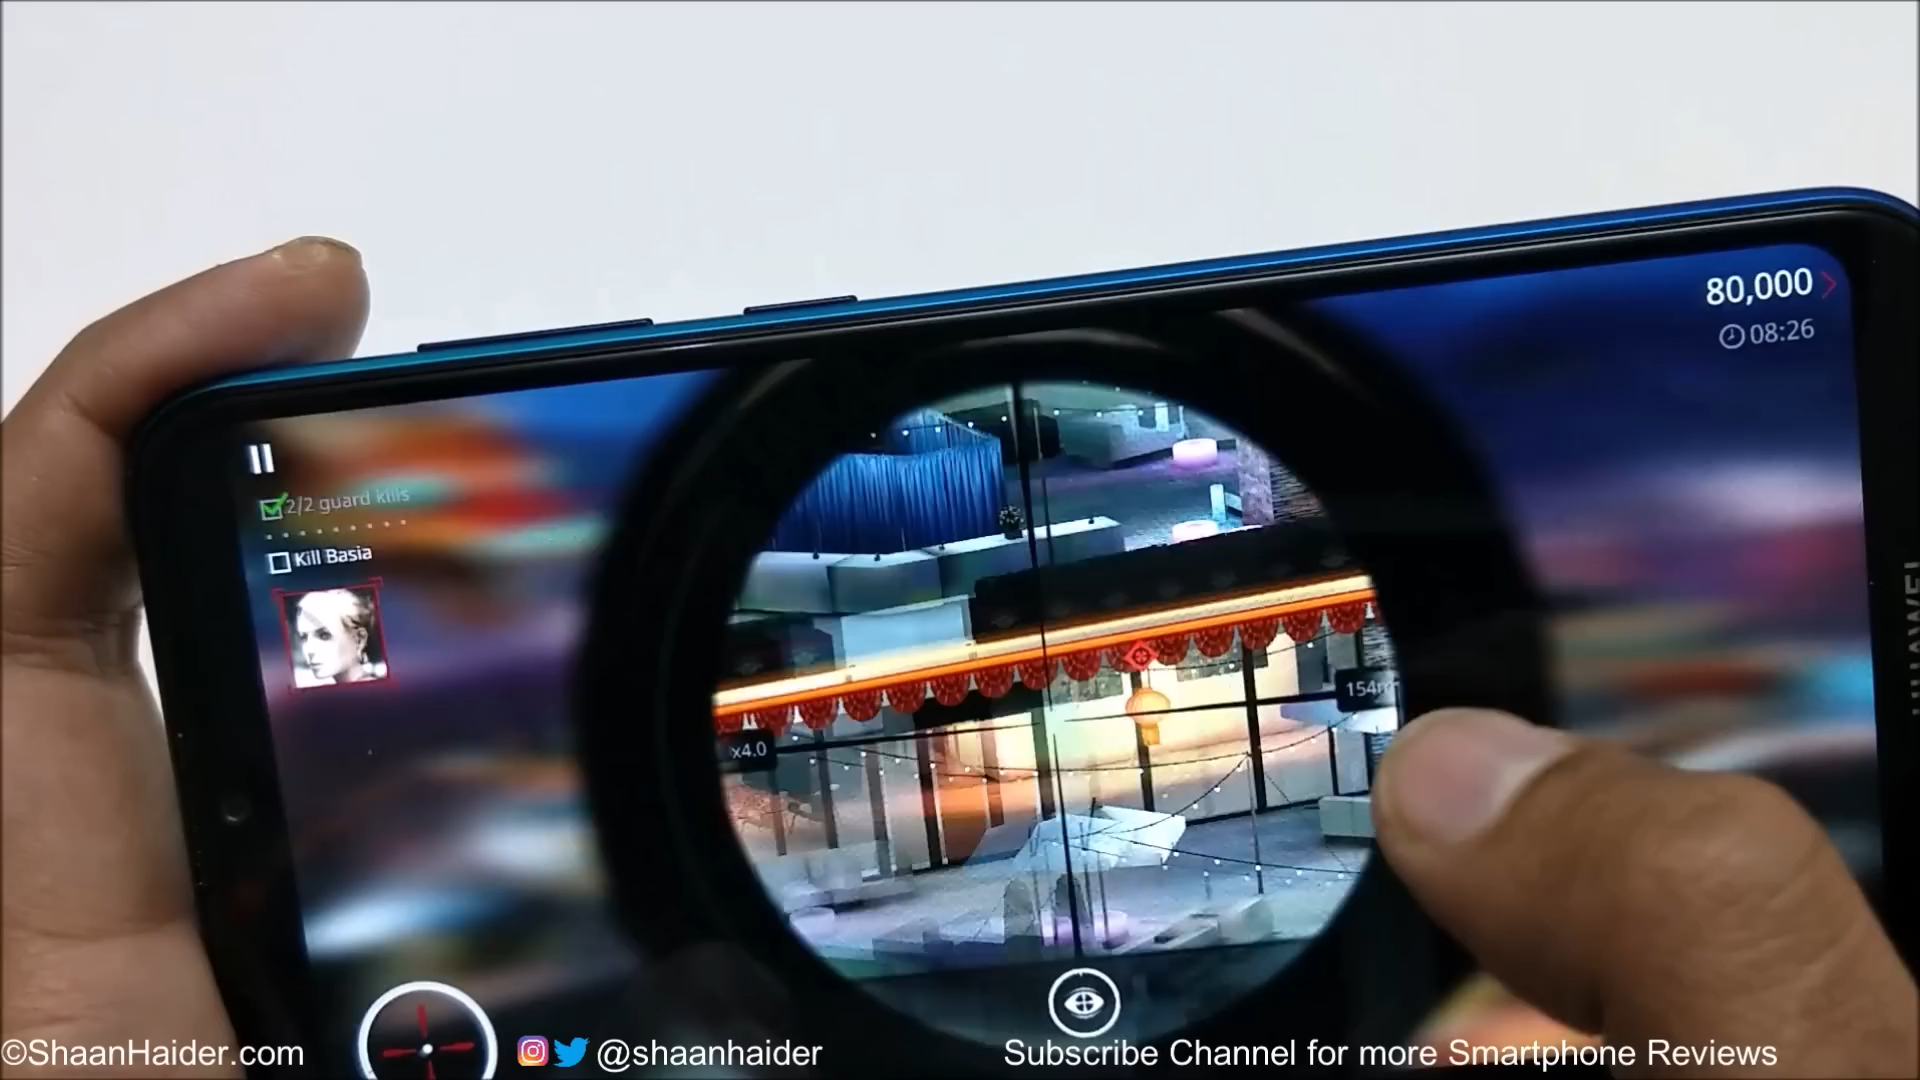 80,000
08:26
2/2 guard kills
Kill Basia
154m
x4.0
HUAWEI
©ShaanHaider.com
@shaanhaider
Subscribe Channel for more Smartphone Reviews